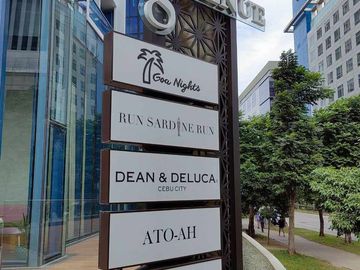 Goa Nights
RUN SARDINE RUN
DEAN & DELUCA
CEBU CITY
ATO-AH